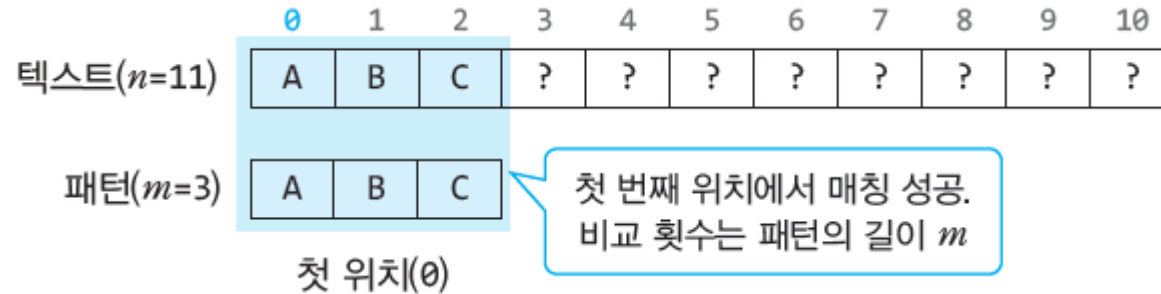 0 1 2 3 4 5 6 7 8 9 10
텍스트(n=11) A B C ? ? ? ? ? ? ? ?
패턴(m=3) A B C
첫 번째 위치에서 매칭 성공.
비교 횟수는 패턴의 길이 m
첫 위치(0)